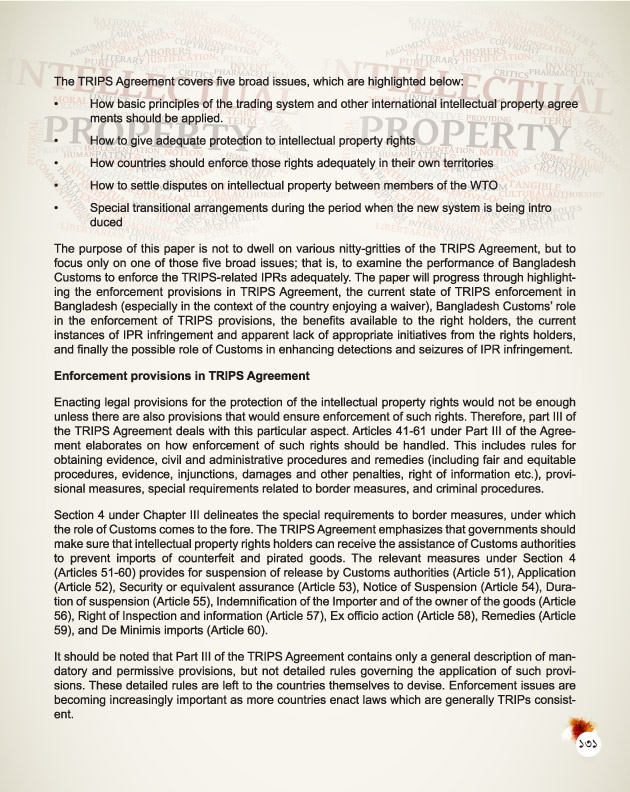 The TRIPS Agreement covers five broad issues, which are highlighted below:
• How basic principles of the trading system and other international intellectual property agree
ments should be applied.
• How to give adequate protection to intellectual property rights
• How countries should enforce those rights adequately in their own territories
• How to settle disputes on intellectual property between members of the WTO
• Special transitional arrangements during the period when the new system is being intro
duced
The purpose of this paper is not to dwell on various nitty-gritties of the TRIPS Agreement, but to
focus only on one of those five broad issues; that is, to examine the performance of Bangladesh
Customs to enforce the TRIPS-related IPRs adequately. The paper will progress through highlight-
ing the enforcement provisions in TRIPS Agreement, the current state of TRIPS enforcement in
Bangladesh (especially in the context of the country enjoying a waiver), Bangladesh Customs' role
in the enforcement of TRIPS provisions, the benefits available to the right holders, the current
instances of IPR infringement and apparent lack of appropriate initiatives from the rights holders,
and finally the possible role of Customs in enhancing detections and seizures of IPR infringement.
Enforcement provisions in TRIPS Agreement
Enacting legal provisions for the protection of the intellectual property rights would not be enough
unless there are also provisions that would ensure enforcement of such rights. Therefore, part III of
the TRIPS Agreement deals with this particular aspect. Articles 41-61 under Part III of the Agree-
ment elaborates on how enforcement of such rights should be handled. This includes rules for
obtaining evidence, civil and administrative procedures and remedies (including fair and equitable
procedures, evidence, injunctions, damages and other penalties, right of information etc.), provi-
sional measures, special requirements related to border measures, and criminal procedures.
Section 4 under Chapter III delineates the special requirements to border measures, under which
the role of Customs comes to the fore. The TRIPS Agreement emphasizes that governments should
make sure that intellectual property rights holders can receive the assistance of Customs authorities
to prevent imports of counterfeit and pirated goods. The relevant measures under Section 4
(Articles 51-60) provides for suspension of release by Customs authorities (Article 51), Application
(Article 52), Security or equivalent assurance (Article 53), Notice of Suspension (Article 54), Dura-
tion of suspension (Article 55), Indemnification of the Importer and of the owner of the goods (Article
56), Right of Inspection and information (Article 57), Ex officio action (Article 58), Remedies (Article
59), and De Minimis imports (Article 60).
It should be noted that Part III of the TRIPS Agreement contains only a general description of man-
datory and permissive provisions, but not detailed rules governing the application of such provi-
sions. These detailed rules are left to the countries themselves to devise. Enforcement issues are
becoming increasingly important as more countries enact laws which are generally TRIPs consist-
ent.
১৩১